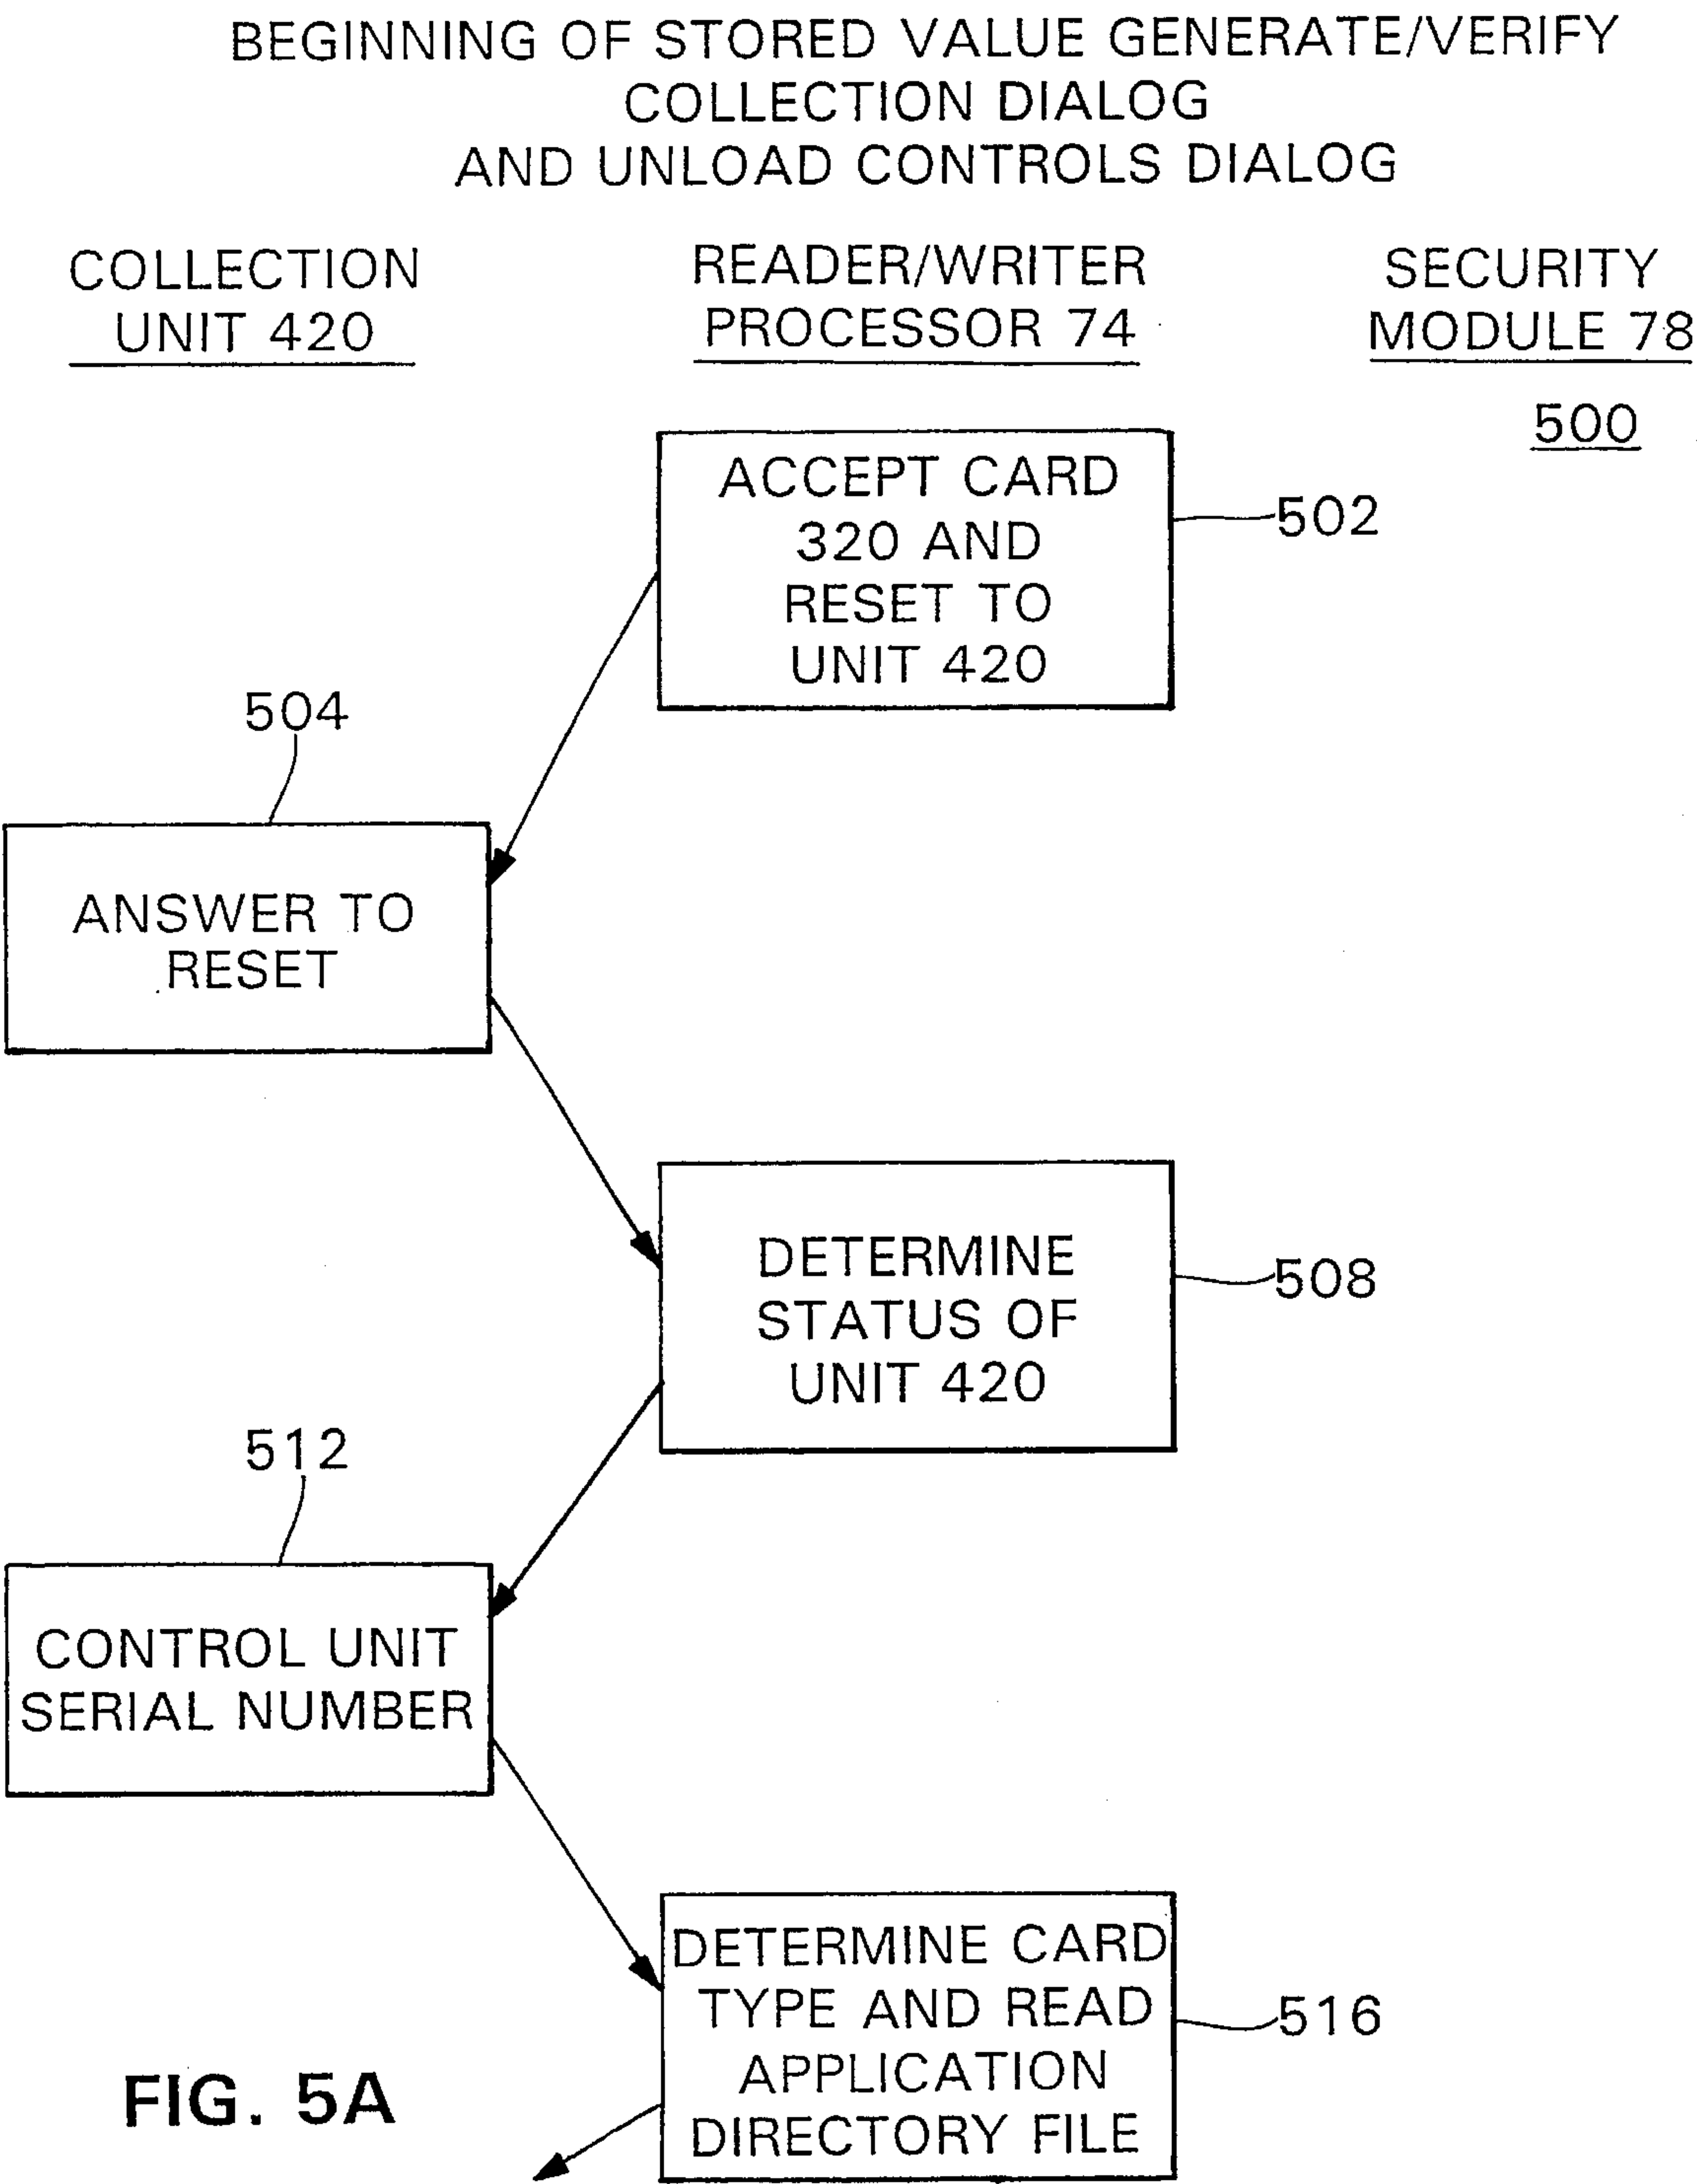 BEGINNING OF STORED VALUE GENERATE/VERIFY
COLLECTION DIALOG
AND UNLOAD CONTROLS DIALOG
COLLECTION
UNIT 420
READER/WRITER
PROCESSOR 74
SECURITY
MODULE 78
500
ACCEPT CARD
320 AND
RESET TO
UNIT 420
502
504
ANSWER TO
RESET
DETERMINE
STATUS OF
UNIT 420
508
512
CONTROL UNIT
SERIAL NUMBER
DETERMINE CARD
TYPE AND READ
APPLICATION
DIRECTORY FILE
516
FIG. 5A